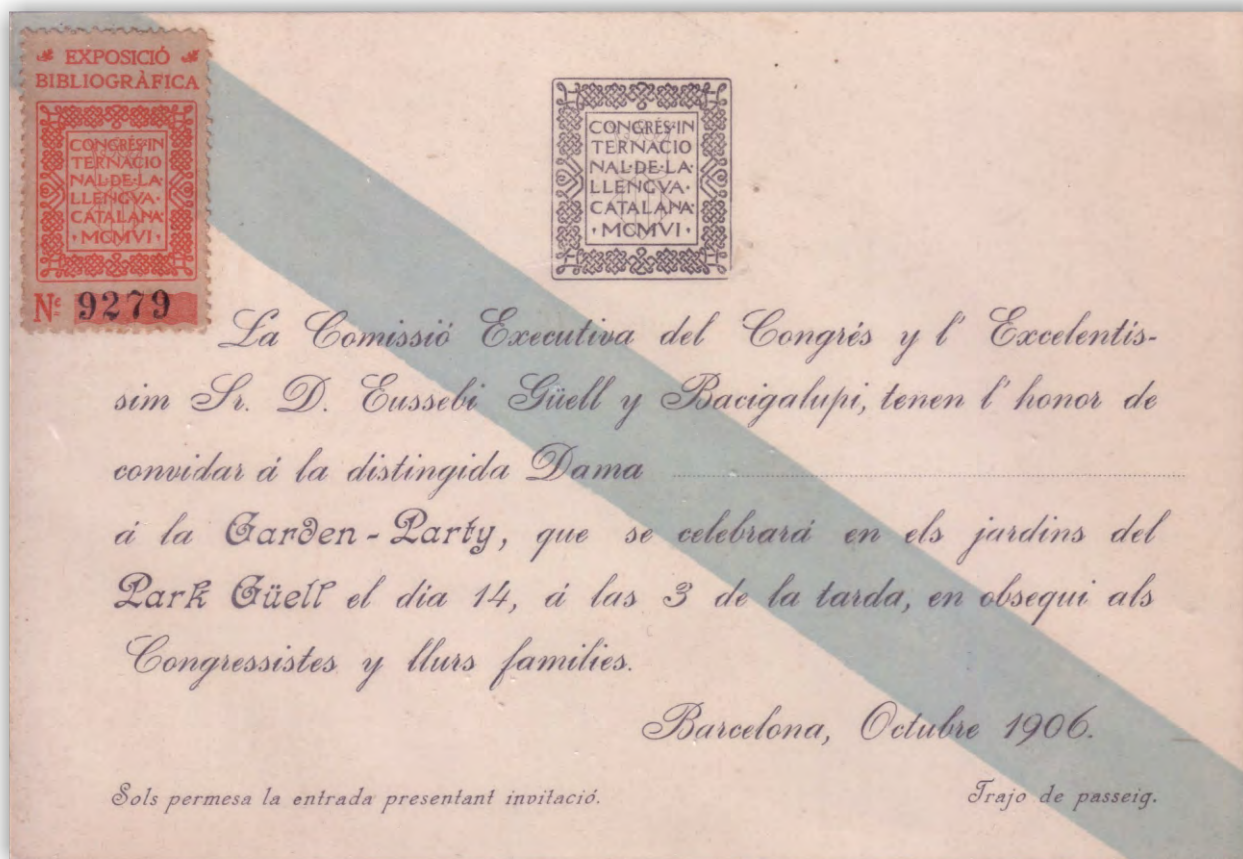 EXPOSICIÓ
BIBLIOGRÀFICA
CONGRÉS·IN
TERNACIO
NAL·DE·LA·
LLENGVA·
CATALANA·
·MCMVI·
Nº 9279
CONGRÉS·IN
TERNACIO
NAL·DE·LA·
LLENGVA·
CATALANA·
·MCMVI·
La Comissió Executiva del Congrés y l' Excelentis-
sim Sr. D. Eussebi Güell y Bacigalupi, tenen l' honor de
convidar á la distingida Dama
á la Garden-Party, que se celebrará en els jardins del
Park Güell el dia 14, á las 3 de la tarda, en obsequi als
Congressistes y llurs families.
Barcelona, Octubre 1906.
Sols permesa la entrada presentant invitació.
Trajo de passeig.